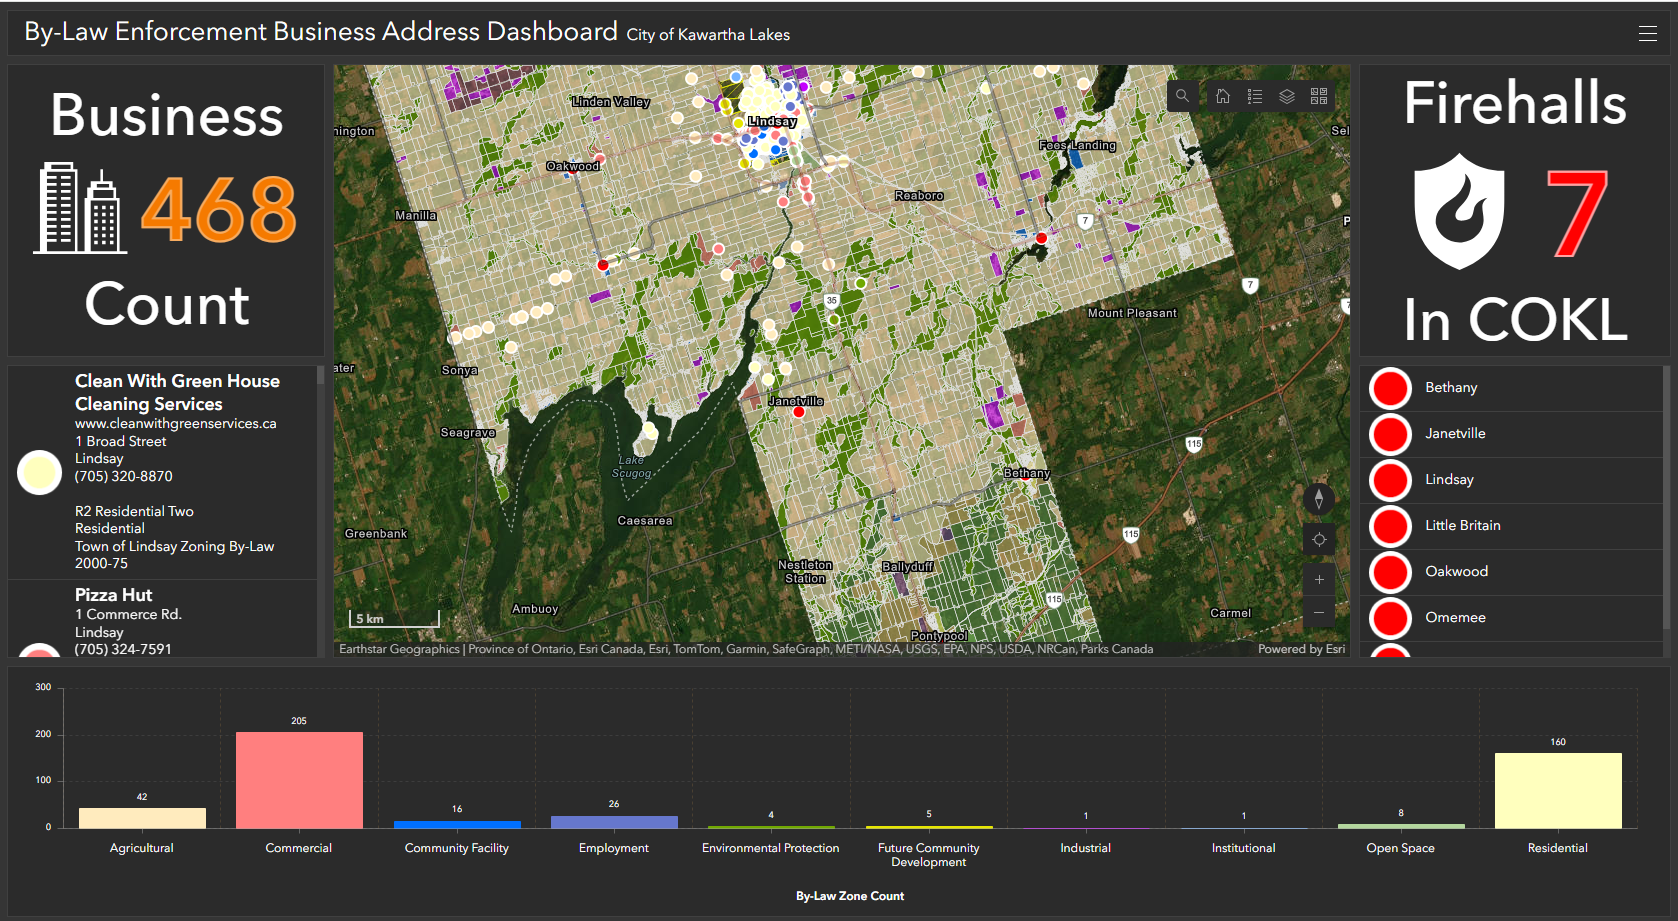 By-Law Enforcement Business Address Dashboard City of Kawartha Lakes
Business
468
Count
Clean With Green House
Cleaning Services
www.cleanwithgreenservices.ca
1 Broad Street
Lindsay
(705) 320-8870
R2 Residential Two
Residential
Town of Lindsay Zoning By-Law
2000-75
Pizza Hut
1 Commerce Rd.
Lindsay
(705) 324-7591
Linden Valley
Lindsay
Oakwood
Fees Landing
Reaboro
Manilla
7
7
35
Mount Pleasant
Sonya
Janetville
Seagrave
115
Lake
Scugog
Bethany
Caesarea
Greenbank
115
Nestleton
Station
Ballyduff
115
Ambuoy
Carmel
5 km
Pontypool
Earthstar Geographics | Province of Ontario, Esri Canada, Esri, TomTom, Garmin, SafeGraph, METI/NASA, USGS, EPA, NPS, USDA, NRCan, Parks Canada
Powered by Esri
Firehalls
7
In COKL
Bethany
Janetville
Lindsay
Little Britain
Oakwood
Omemee
300
200
100
0
42
205
16
26
4
5
1
1
8
160
Agricultural
Commercial
Community Facility
Employment
Environmental Protection
Future Community
Development
Industrial
Institutional
Open Space
Residential
By-Law Zone Count